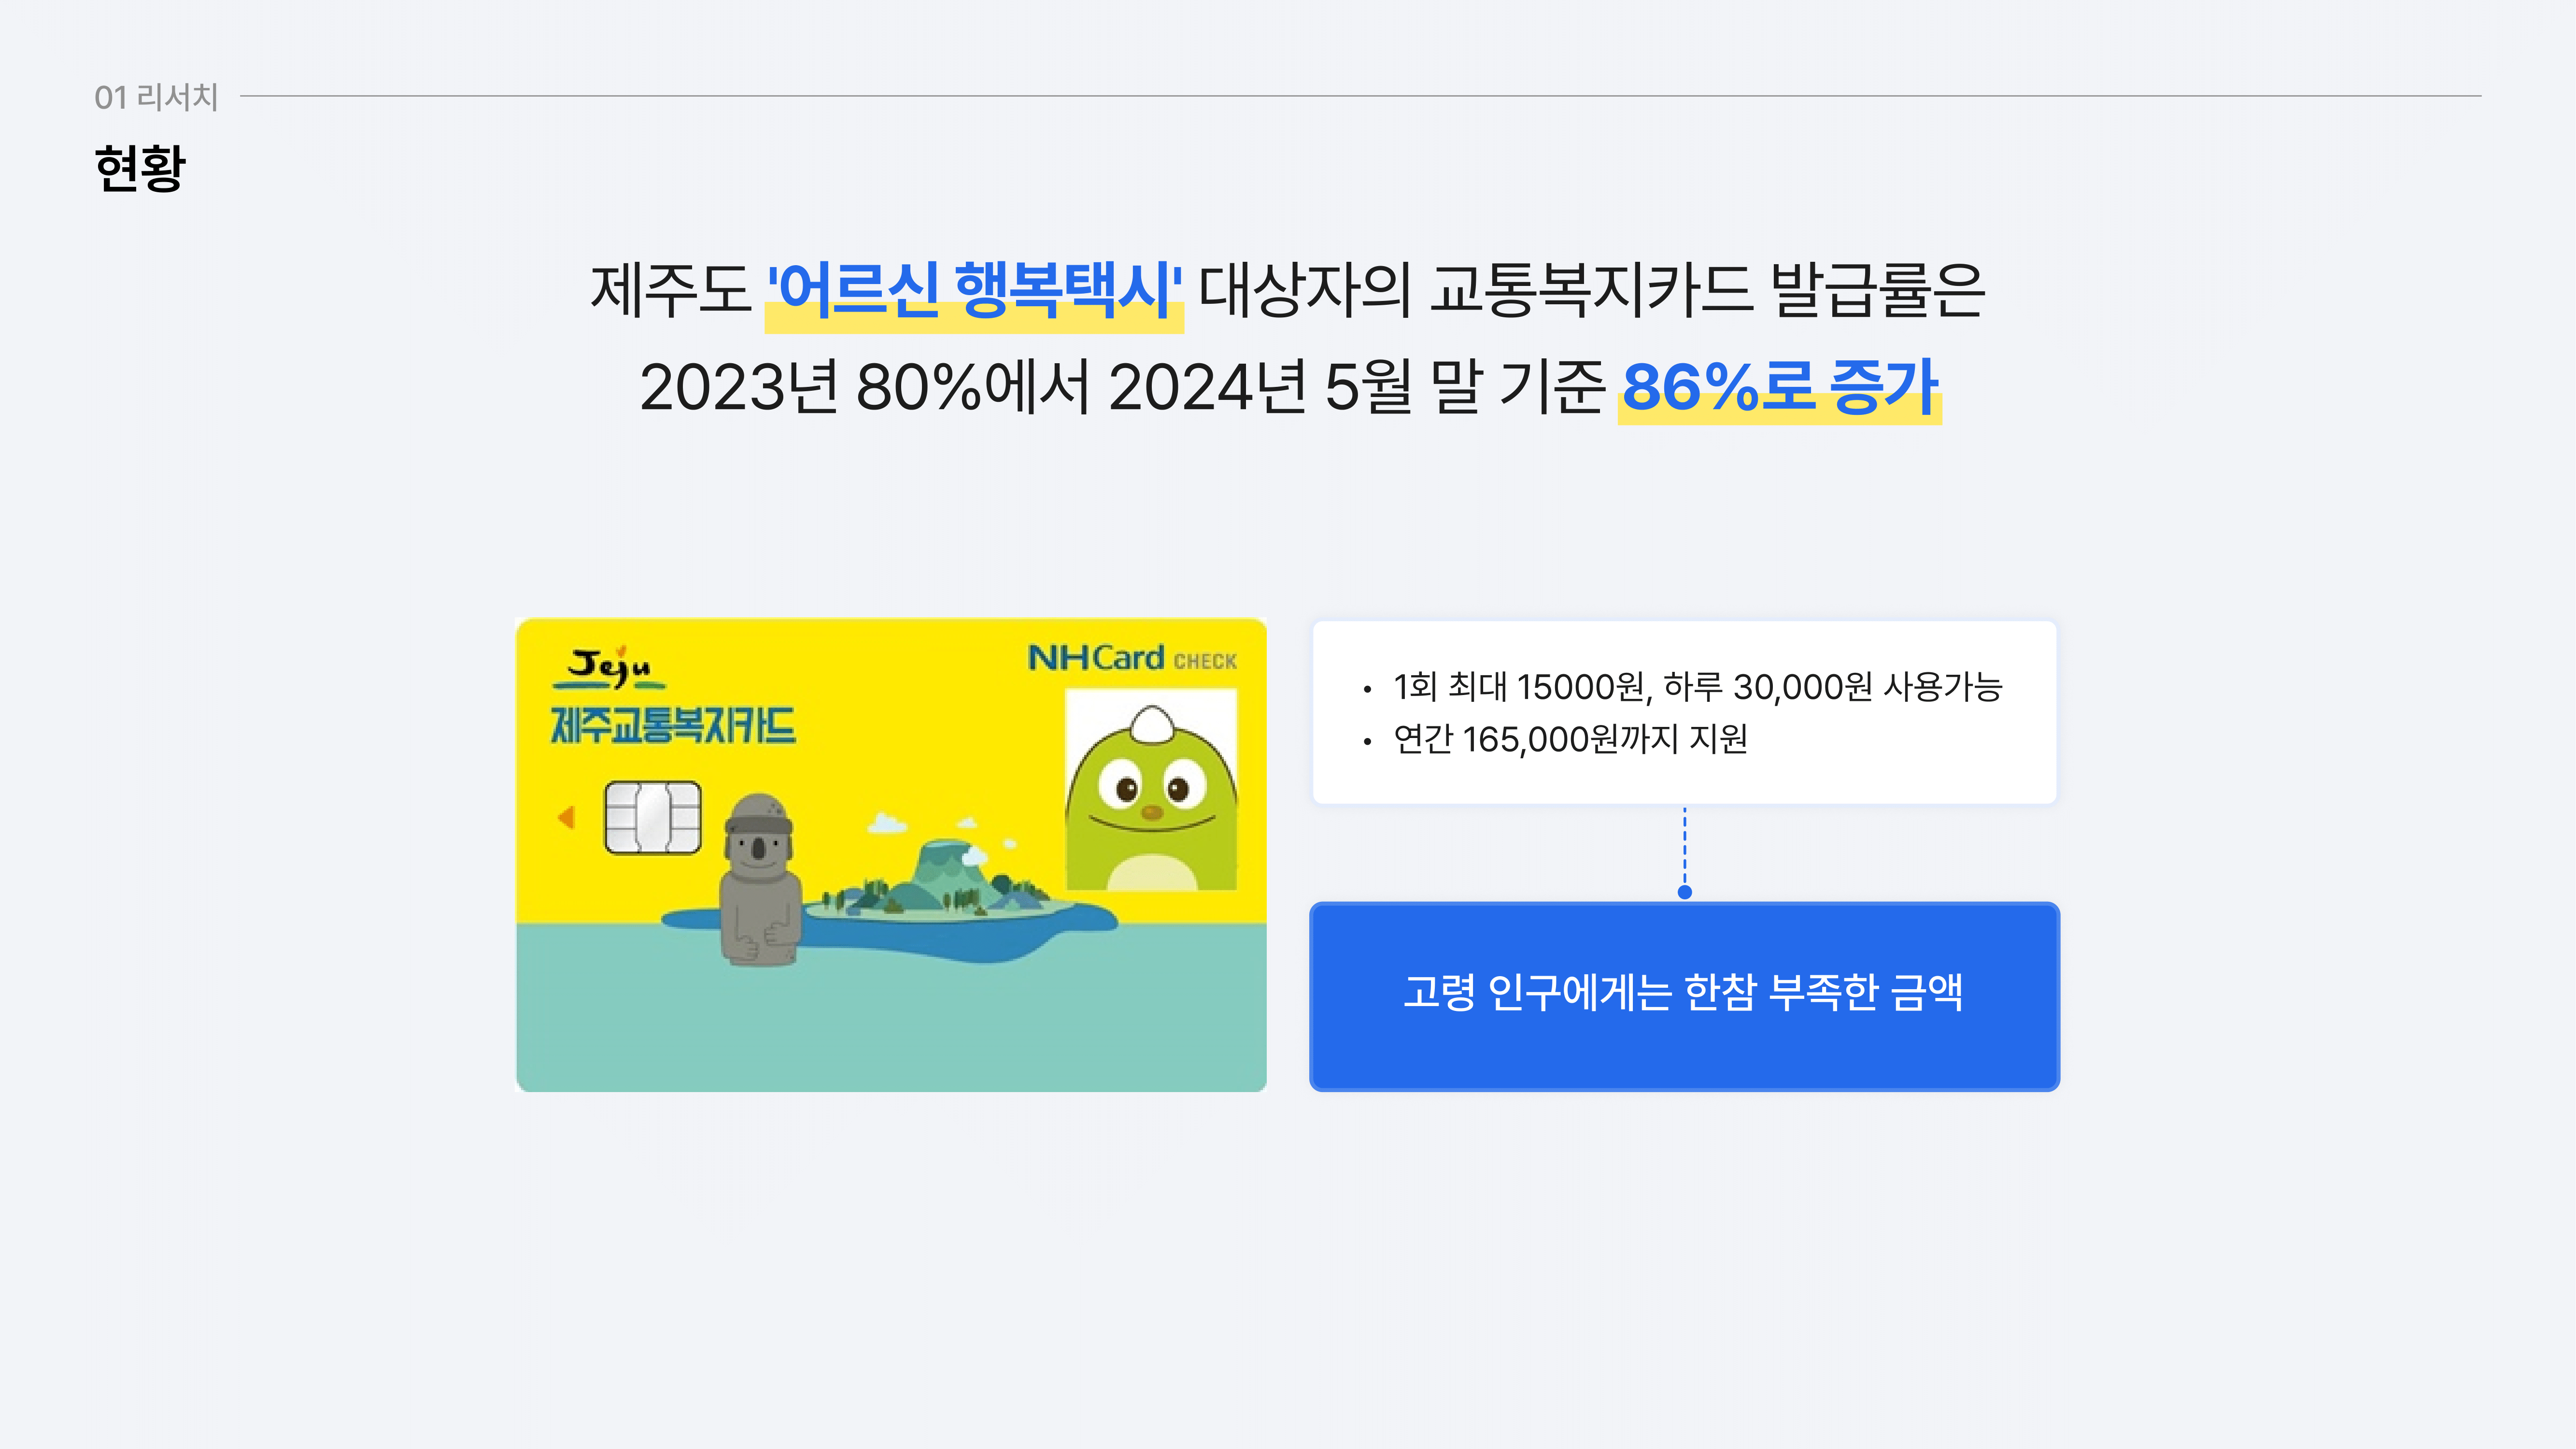 01 리서치
현황
제주도 '어르신 행복택시' 대상자의 교통복지카드 발급률은
2023년 80%에서 2024년 5월 말 기준 86%로 증가
Jeju
제주교통복지카드
NHCard CHECK
• 1회 최대 15000원, 하루 30,000원 사용가능
• 연간 165,000원까지 지원
고령 인구에게는 한참 부족한 금액